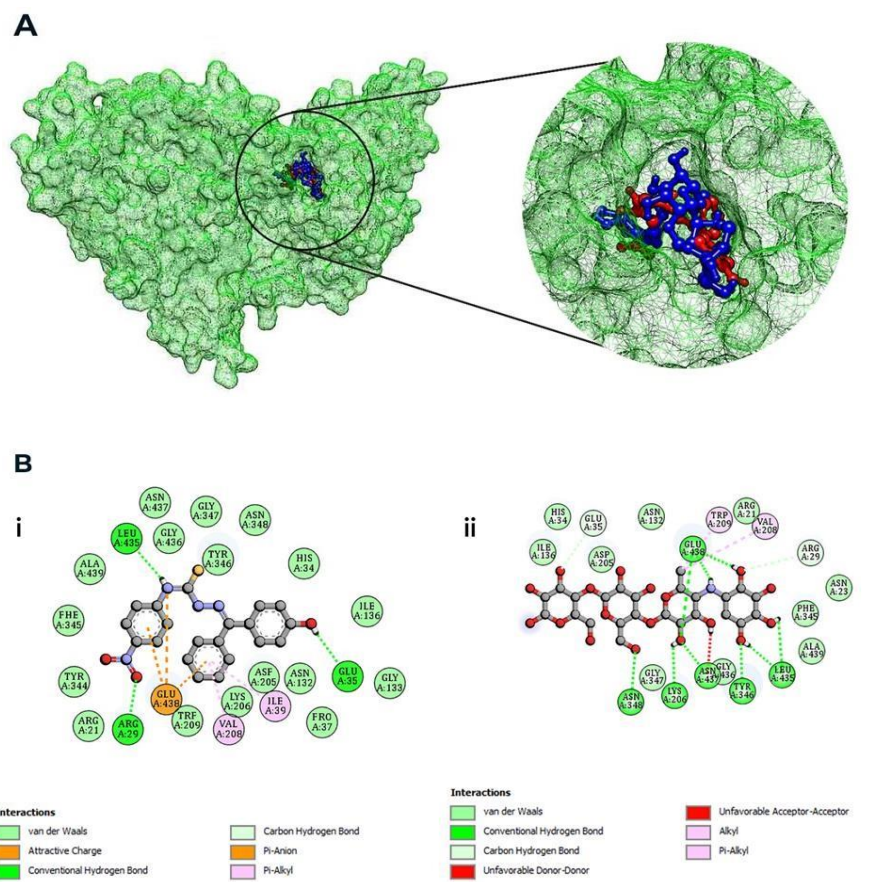 A
B
i
ASN
A:437
GLY
A:347
ASN
A:348
LEU
A:435
GLY
A:436
TYR
A:346
HIS
A:34
ALA
A:439
ILE
A:136
FHE
A:345
TYR
A:344
GLU
A:438
ASF
A:205
ASN
A:132
GLU
A:35
GLY
A:133
LYS
A:206
ILE
A:39
ARG
A:21
ARG
A:29
TRF
A:209
VAL
A:208
FRO
A:37
ii
HIS
A:34
GLU
A:35
ASN
A:132
TRP
A:209
ARG
A:21
VAL
A:208
ILE
A:136
ASP
A:205
GLU
A:438
ARG
A:29
ASN
A:23
PHE
A:345
ALA
A:439
GLY
A:347
ASN
A:437
GLY
A:436
ASN
A:348
LYS
A:206
TYR
A:346
LEU
A:435
nteractions
van der Waals
Attractive Charge
Conventional Hydrogen Bond
Carbon Hydrogen Bond
Pi-Anion
Pi-Alkyl
Interactions
van der Waals
Conventional Hydrogen Bond
Carbon Hydrogen Bond
Unfavorable Donor-Donor
Unfavorable Acceptor-Acceptor
Alkyl
Pi-Alkyl